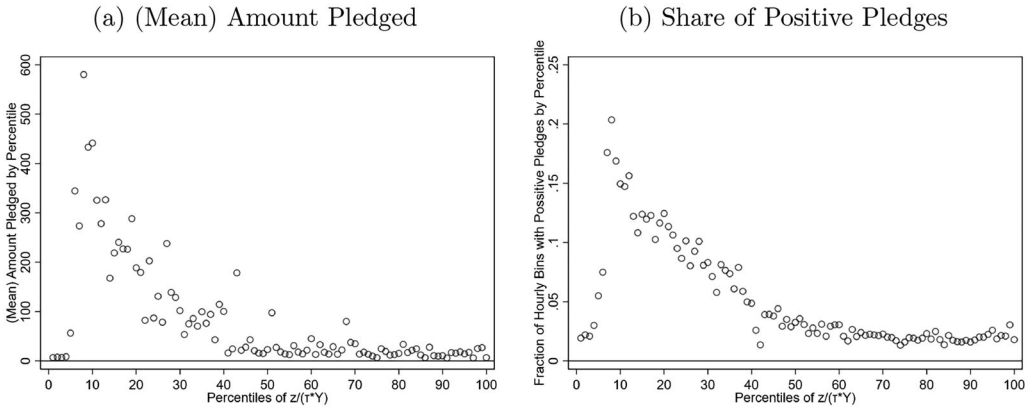 (a) (Mean) Amount Pledged
(Mean) Amount Pledged by Percentile
600
500
400
300
200
100
0
0 10 20 30 40 50 60 70 80 90 100
Percentiles of z/(τ*Y)
(b) Share of Positive Pledges
Fraction of Hourly Bins with Possitive Pledges by Percentile
.25
.2
.15
.1
.05
0
0 10 20 30 40 50 60 70 80 90 100
Percentiles of z/(τ*Y)